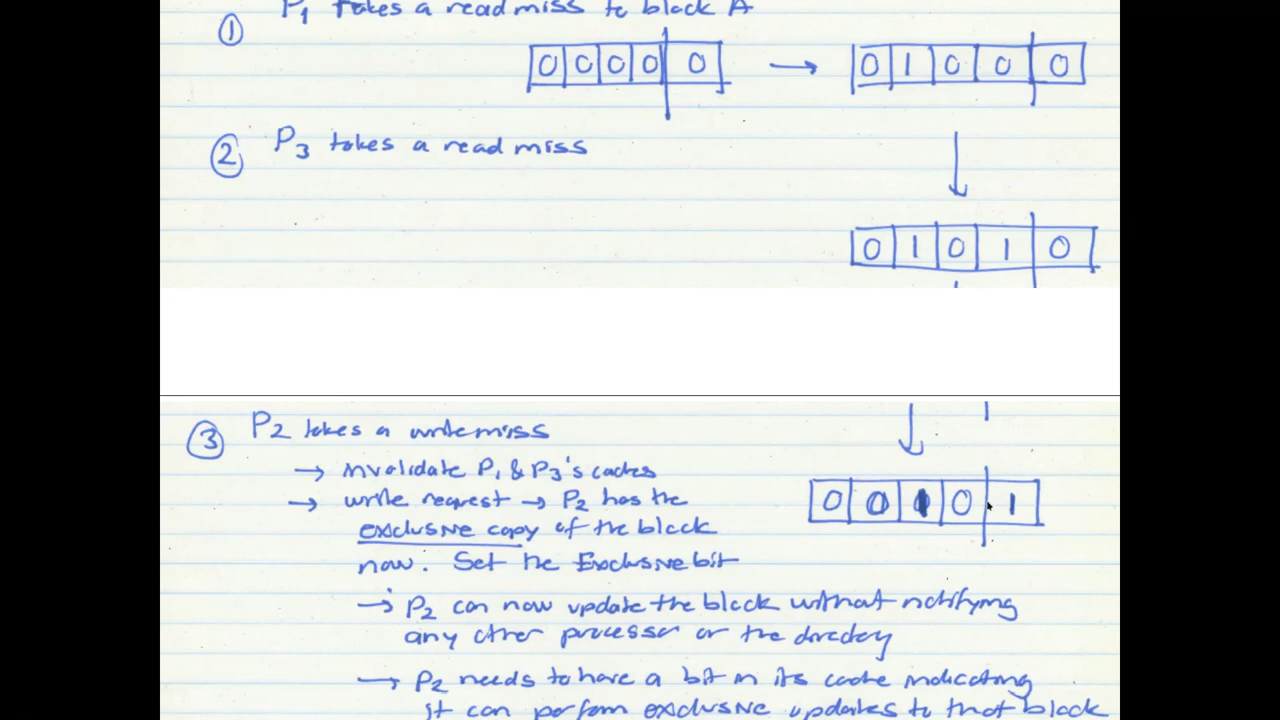 ① P1 Takes a read miss to block A
0 0 0 0 0 → 0 1 0 0 0
② P3 takes a read miss
0 1 0 1 0
③ P2 takes a write miss
→ invalidate P1 & P3's caches
0 0 1 0 1
→ write request → P2 has the
exclusive copy of the block
now. Set the Exclusive bit
→ P2 can now update the block without notifying
any other processor or the directory
→ P2 needs to have a bit in its cache indicating
it can perform exclusive updates to that block